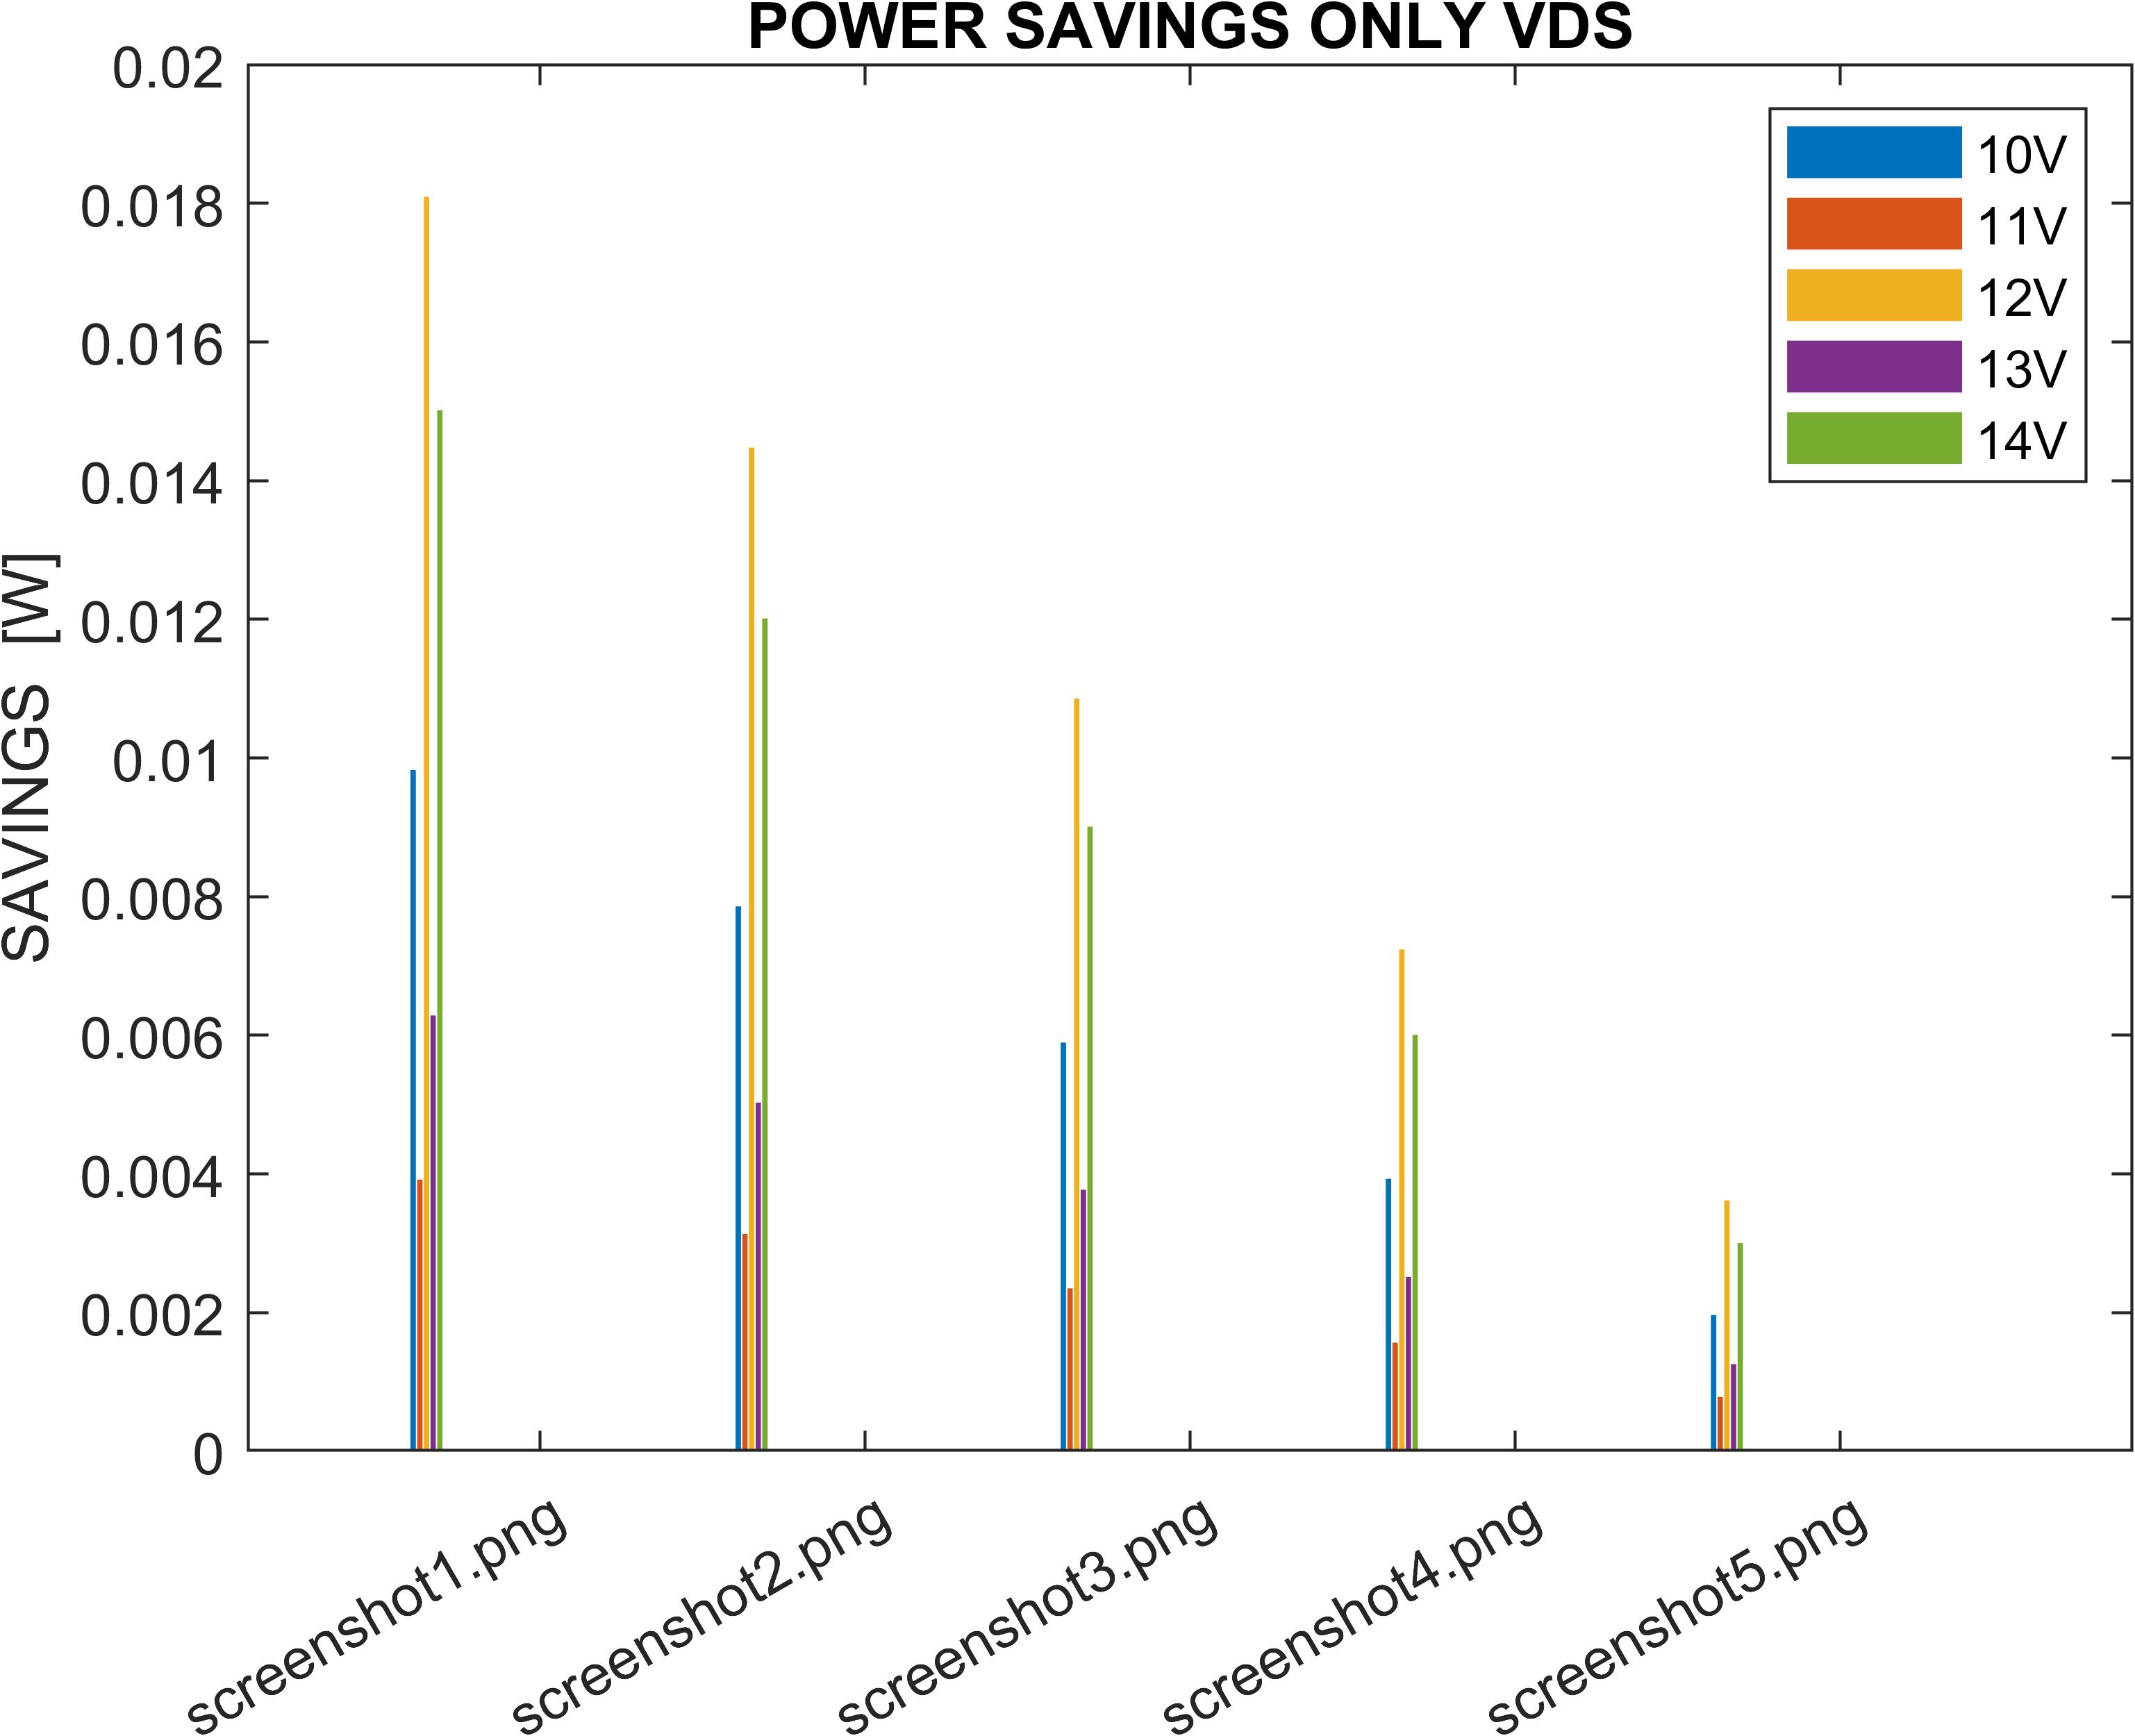 POWER SAVINGS ONLY VDS
SAVINGS [W]
0.02
0.018
0.016
0.014
0.012
0.01
0.008
0.006
0.004
0.002
0
10V
11V
12V
13V
14V
screenshot1.png
screenshot2.png
screenshot3.png
screenshot4.png
screenshot5.png